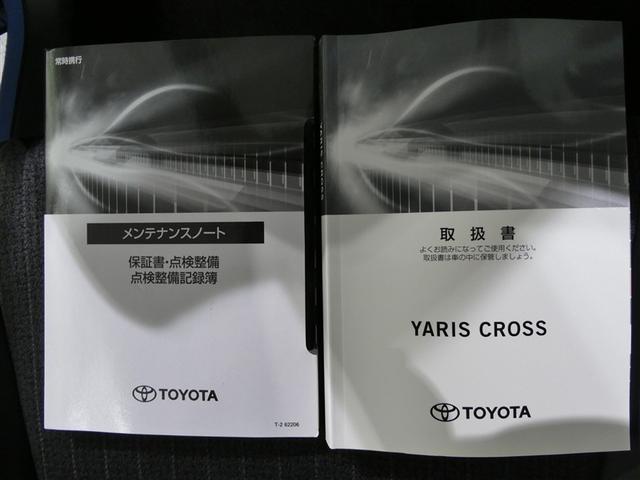 常時携行
メンテナンスノート
保証書・点検整備
点検整備記録簿
TOYOTA
T-2 62206
YARIS CROSS
取扱書
よくお読みになってご使用ください。
取扱書は車の中に保管しましょう。
YARIS CROSS
TOYOTA